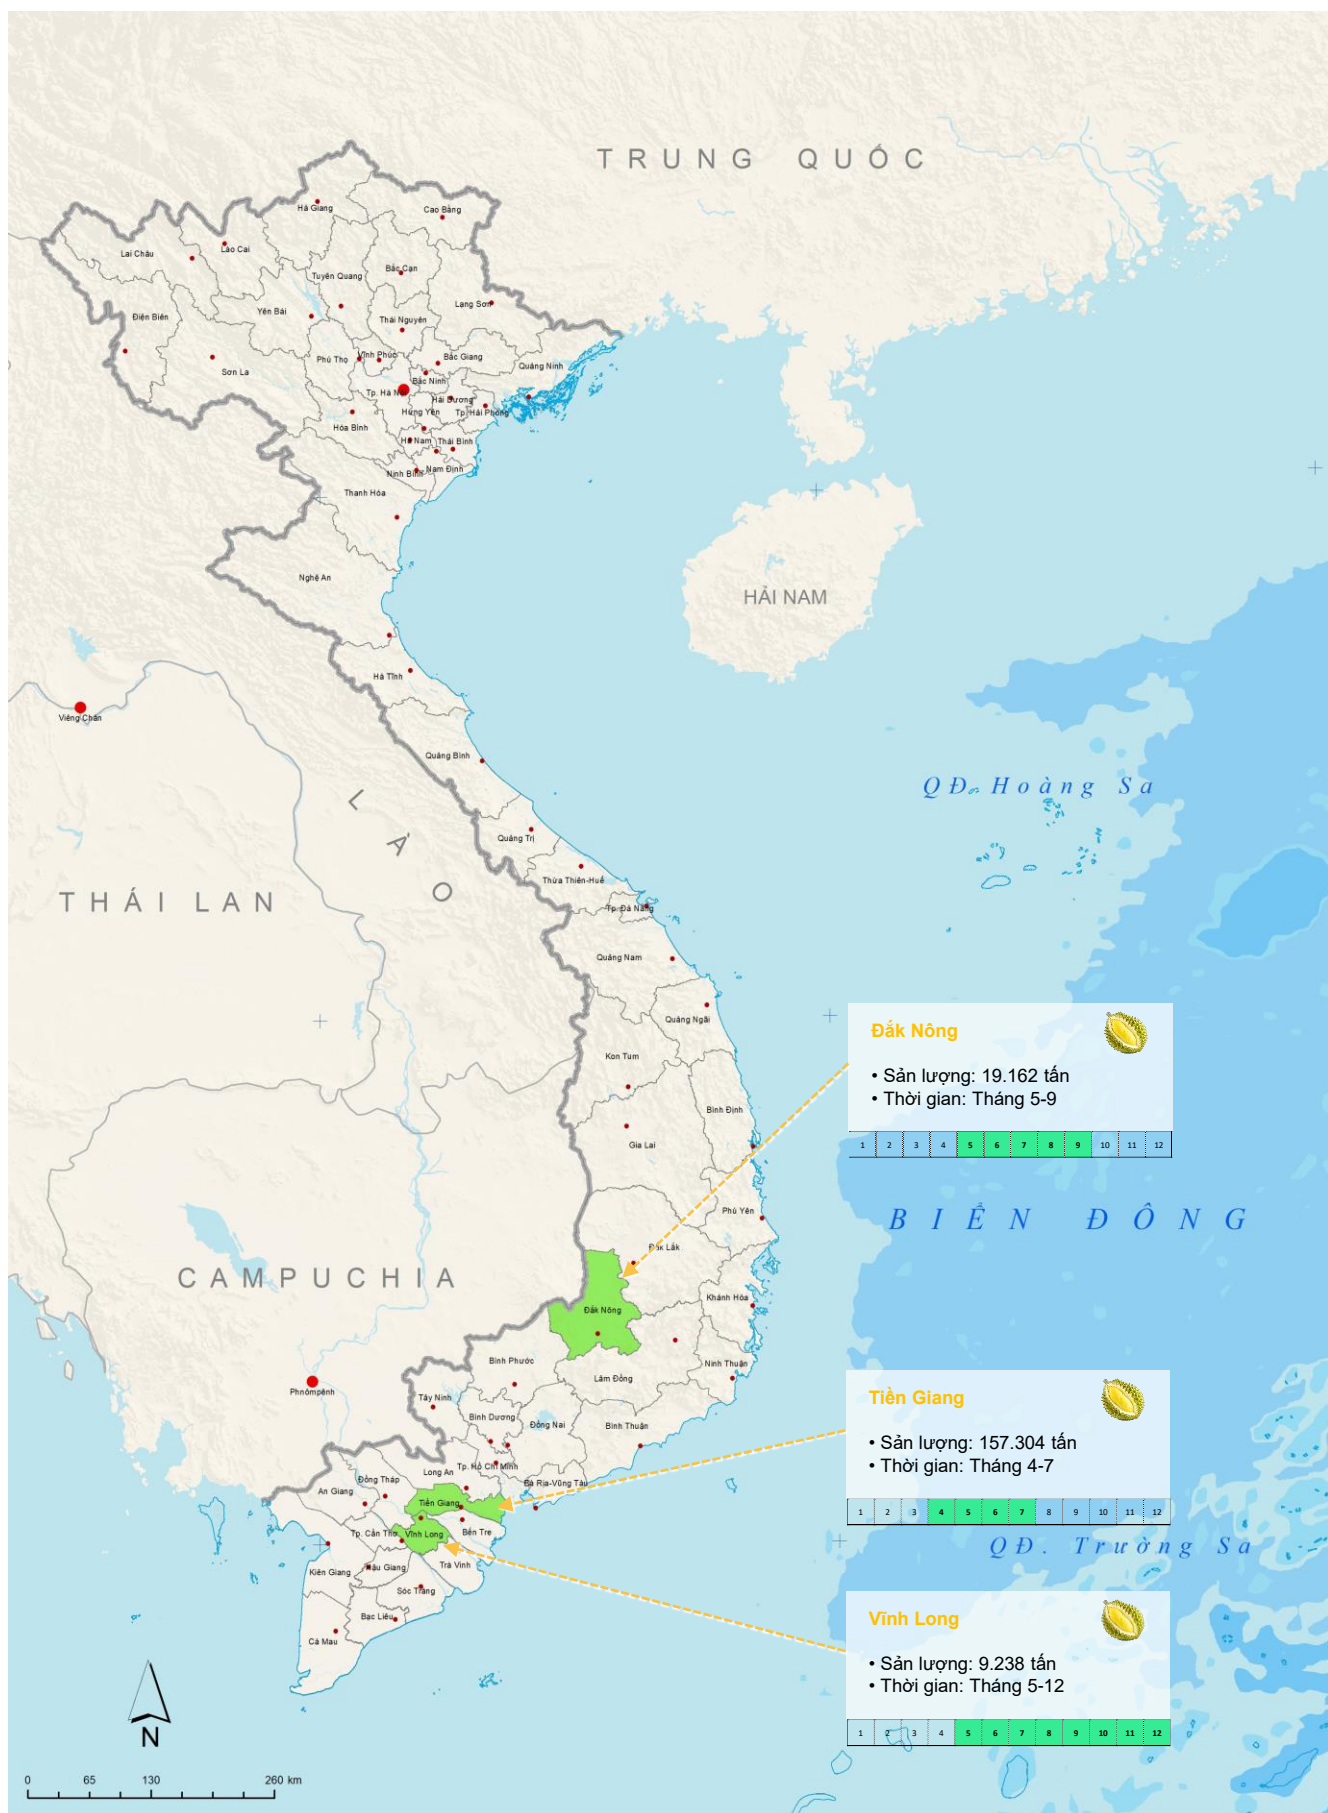 TRUNG QUỐC
Hà Giang
Cao Bằng
Lai Châu
Lào Cai
Tuyên Quang
Bắc Cạn
Lạng Sơn
Điện Biên
Yên Bái
Thái Nguyên
Phú Thọ
Vĩnh Phúc
Bắc Giang
Quảng Ninh
Sơn La
Bắc Ninh
Tp. Hà Nội
Hải Dương
Hưng Yên
Tp. Hải Phòng
Hòa Bình
Hà Nam
Thái Bình
Ninh Bình
Nam Định
Thanh Hóa
Nghệ An
HẢI NAM
Hà Tĩnh
Viêng Chăn
Quảng Bình
QĐ. Hoàng Sa
LÀO
Quảng Trị
Thừa Thiên-Huế
THÁI LAN
Tp. Đà Nẵng
Quảng Nam
Quảng Ngãi
Đắk Nông
• Sản lượng: 19.162 tấn
• Thời gian: Tháng 5-9
1 2 3 4 5 6 7 8 9 10 11 12
Kon Tum
Bình Định
Gia Lai
Phú Yên
BIỂN ĐÔNG
Đắk Lắk
CAMPUCHIA
Khánh Hòa
Đắk Nông
Bình Phước
Ninh Thuận
Lâm Đồng
Phnômpênh
Tây Ninh
Bình Dương
Đồng Nai
Bình Thuận
Tiền Giang
• Sản lượng: 157.304 tấn
• Thời gian: Tháng 4-7
1 2 3 4 5 6 7 8 9 10 11 12
Long An
Tp. Hồ Chí Minh
Đồng Tháp
Bà Rịa-Vũng Tàu
An Giang
Tiền Giang
Tp. Cần Thơ
Vĩnh Long
Bến Tre
QĐ. Trường Sa
Kiên Giang
Hậu Giang
Trà Vinh
Sóc Trăng
Bạc Liêu
Cà Mau
Vĩnh Long
• Sản lượng: 9.238 tấn
• Thời gian: Tháng 5-12
1 2 3 4 5 6 7 8 9 10 11 12
N
0 65 130 260 km